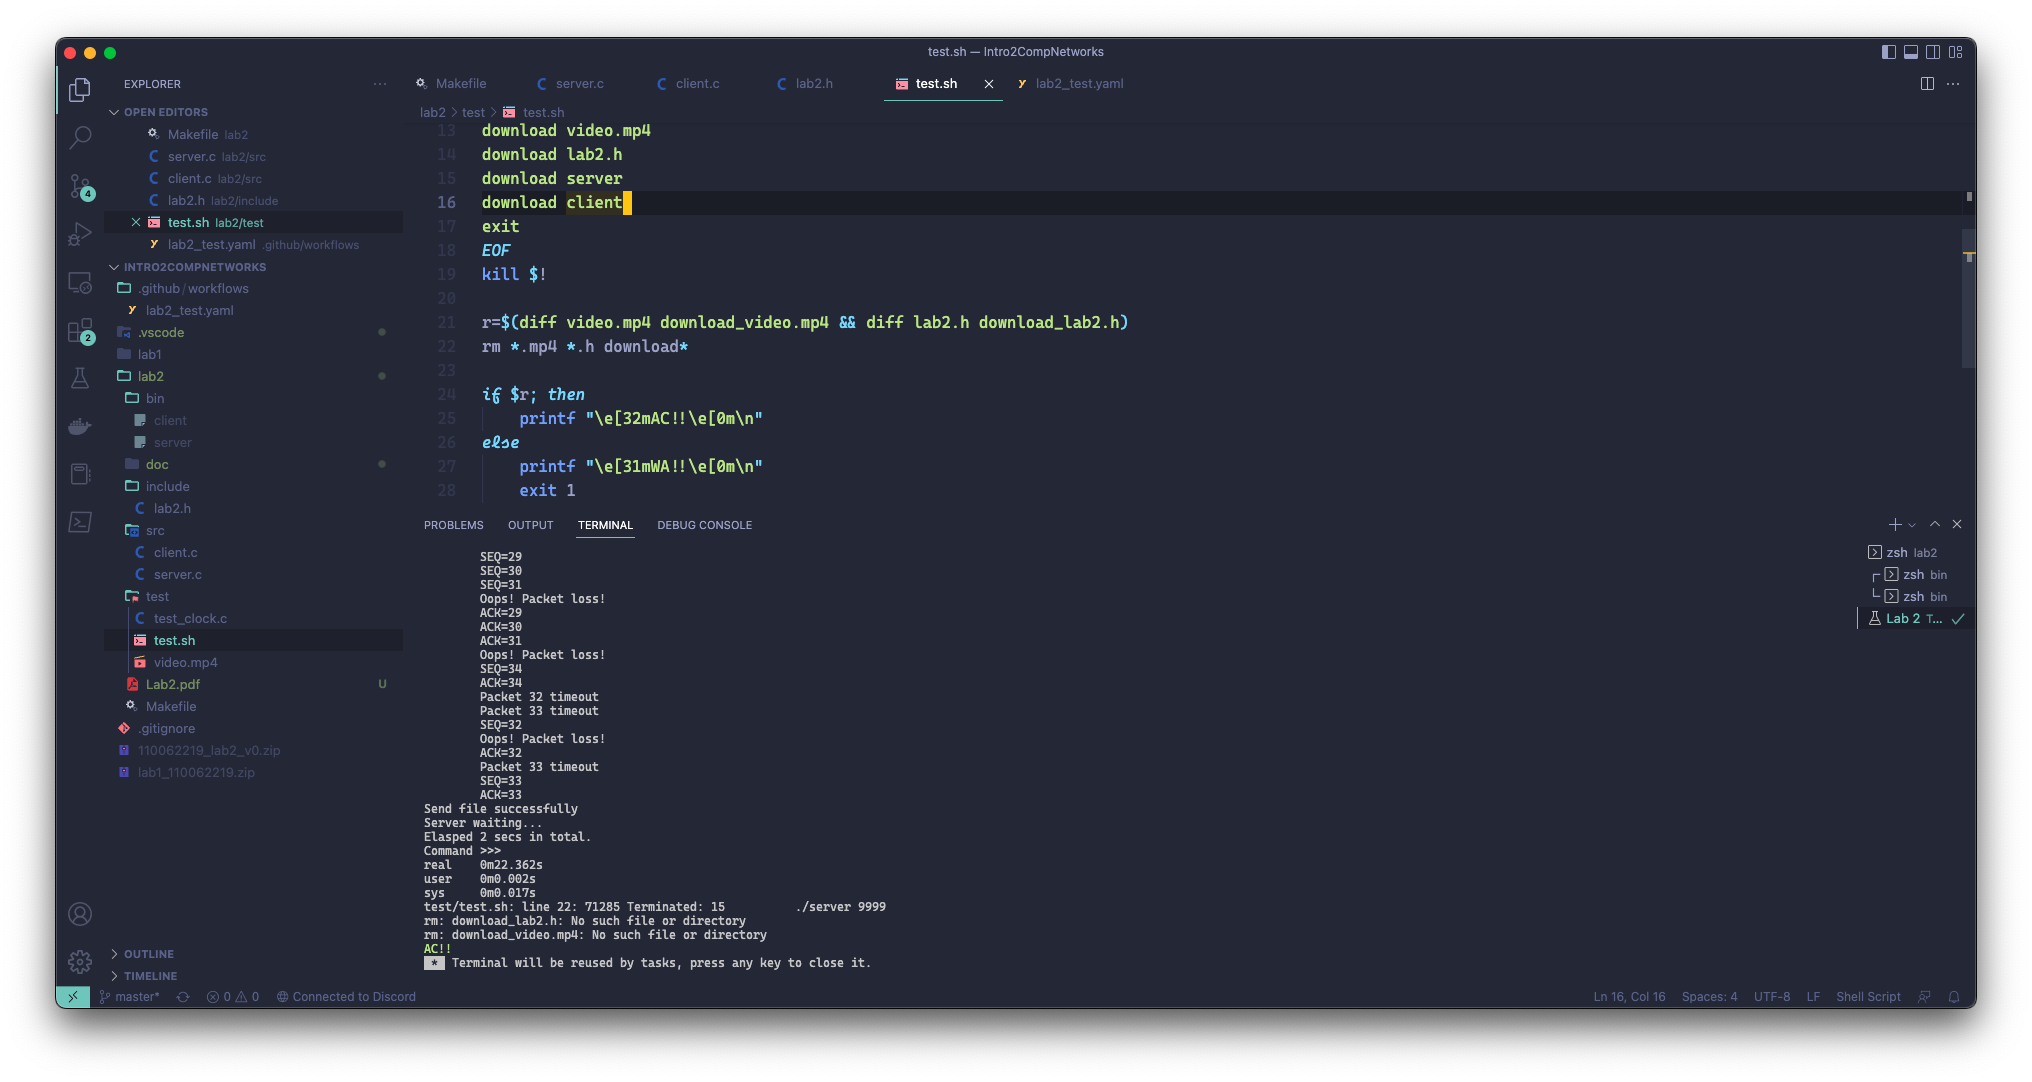 test.sh — Intro2CompNetworks
EXPLORER
OPEN EDITORS
Makefile lab2
server.c lab2/src
client.c lab2/src
lab2.h lab2/include
test.sh lab2/test
lab2_test.yaml .github/workflows
INTRO2COMPNETWORKS
.github/workflows
lab2_test.yaml
.vscode
lab1
lab2
bin
client
server
doc
include
lab2.h
src
client.c
server.c
test
test_clock.c
test.sh
video.mp4
Lab2.pdf U
Makefile
.gitignore
110062219_lab2_v0.zip
lab1_110062219.zip
OUTLINE
TIMELINE
4
2
Makefile server.c client.c lab2.h test.sh lab2_test.yaml
lab2 > test > test.sh
13 download video.mp4
14 download lab2.h
15 download server
16 download client
17 exit
18 EOF
19 kill $!
20
21 r=$(diff video.mp4 download_video.mp4 && diff lab2.h download_lab2.h)
22 rm *.mp4 *.h download*
23
24 if $r; then
25 printf "\e[32mAC!!\e[0m\n"
26 else
27 printf "\e[31mWA!!\e[0m\n"
28 exit 1
PROBLEMS OUTPUT TERMINAL DEBUG CONSOLE
SEQ=29
SEQ=30
SEQ=31
Oops! Packet loss!
ACK=29
ACK=30
ACK=31
Oops! Packet loss!
SEQ=34
ACK=34
Packet 32 timeout
Packet 33 timeout
SEQ=32
Oops! Packet loss!
ACK=32
Packet 33 timeout
SEQ=33
ACK=33
Send file successfully
Server waiting...
Elasped 2 secs in total.
Command >>>
real 0m22.362s
user 0m0.002s
sys 0m0.017s
test/test.sh: line 22: 71285 Terminated: 15 ./server 9999
rm: download_lab2.h: No such file or directory
rm: download_video.mp4: No such file or directory
AC!!
* Terminal will be reused by tasks, press any key to close it.
zsh lab2
zsh bin
zsh bin
Lab 2 T...
master* 0 0 Connected to Discord
Ln 16, Col 16 Spaces: 4 UTF-8 LF Shell Script